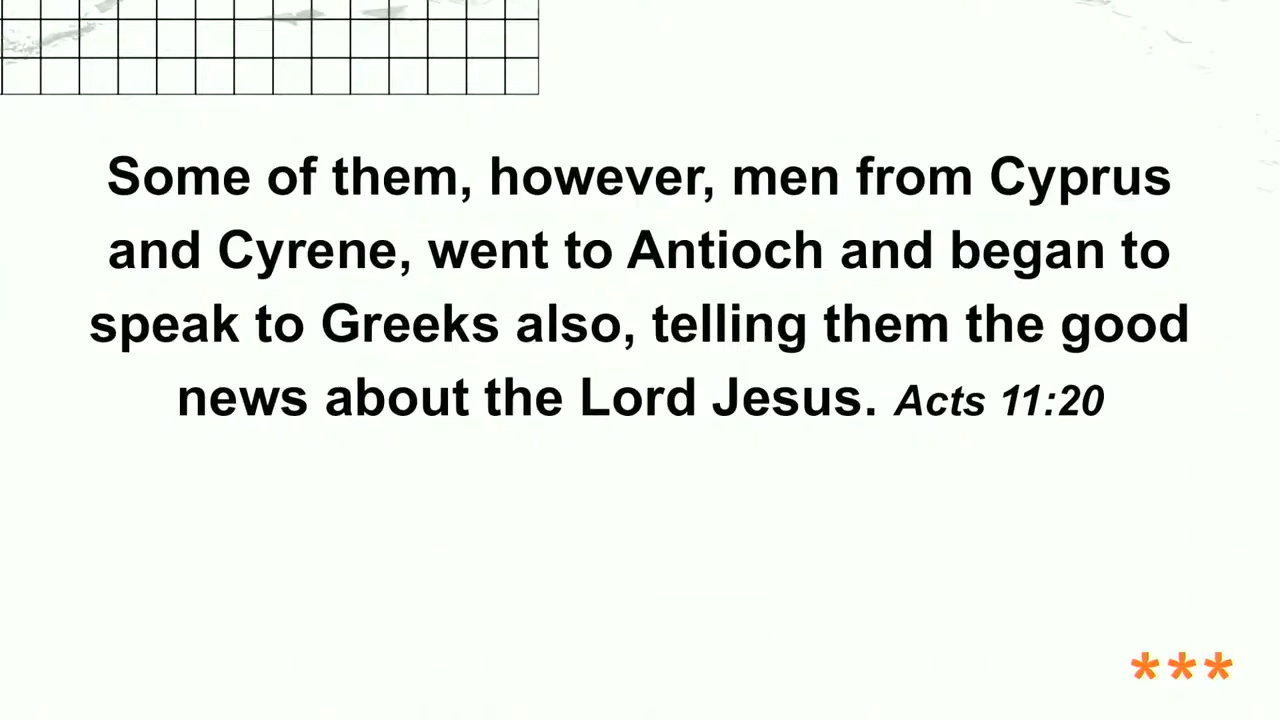 Some of them, however, men from Cyprus
and Cyrene, went to Antioch and began to
speak to Greeks also, telling them the good
news about the Lord Jesus. Acts 11:20
***